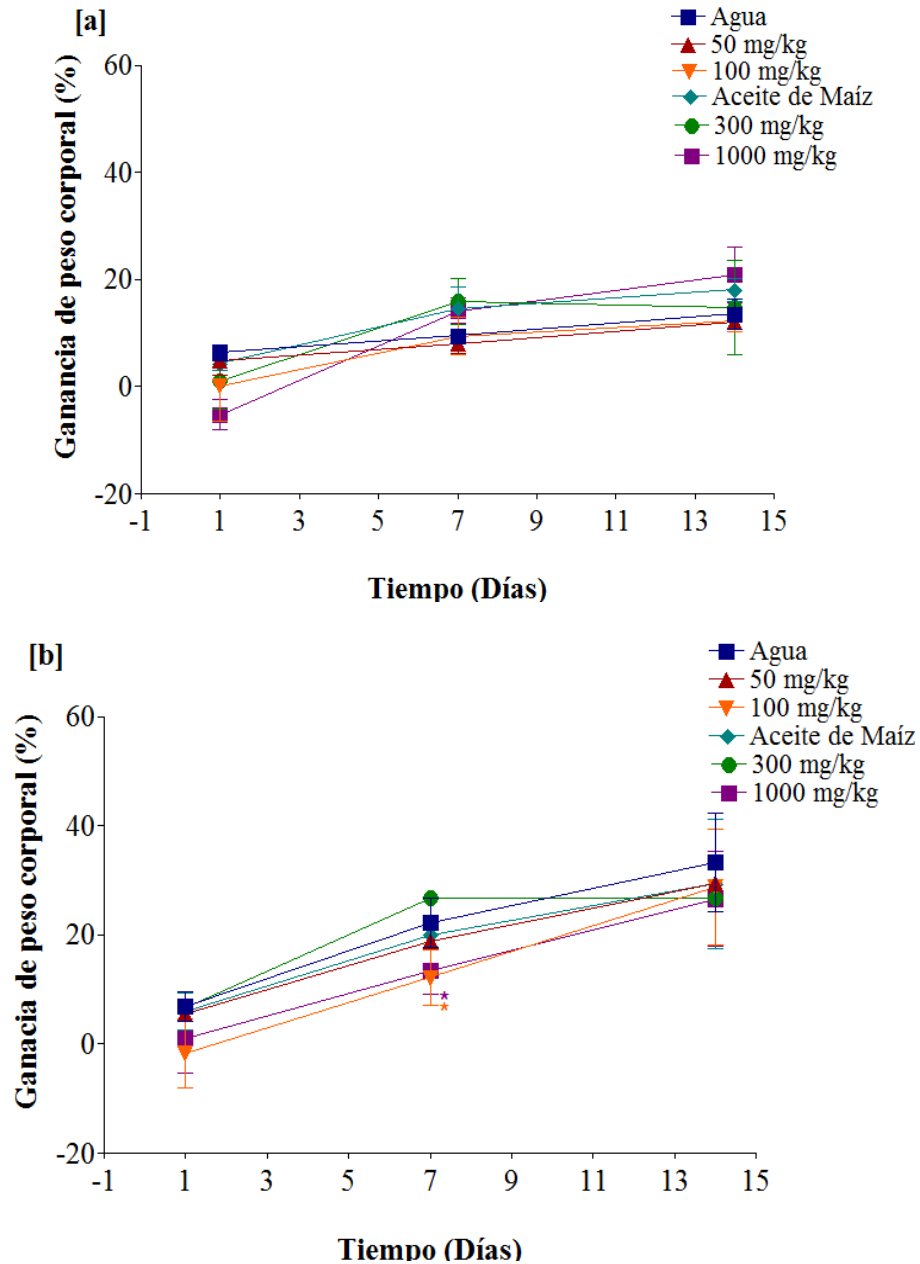 [a]
Agua
50 mg/kg
100 mg/kg
Aceite de Maíz
300 mg/kg
1000 mg/kg
Ganancia de peso corporal (%)
60
40
20
0
-20
-1 1 3 5 7 9 11 13 15
Tiempo (Días)
[b]
Agua
50 mg/kg
100 mg/kg
Aceite de Maíz
300 mg/kg
1000 mg/kg
Ganacia de peso corporal (%)
60
40
20
0
-20
*
*
-1 1 3 5 7 9 11 13 15
Tiempo (Días)